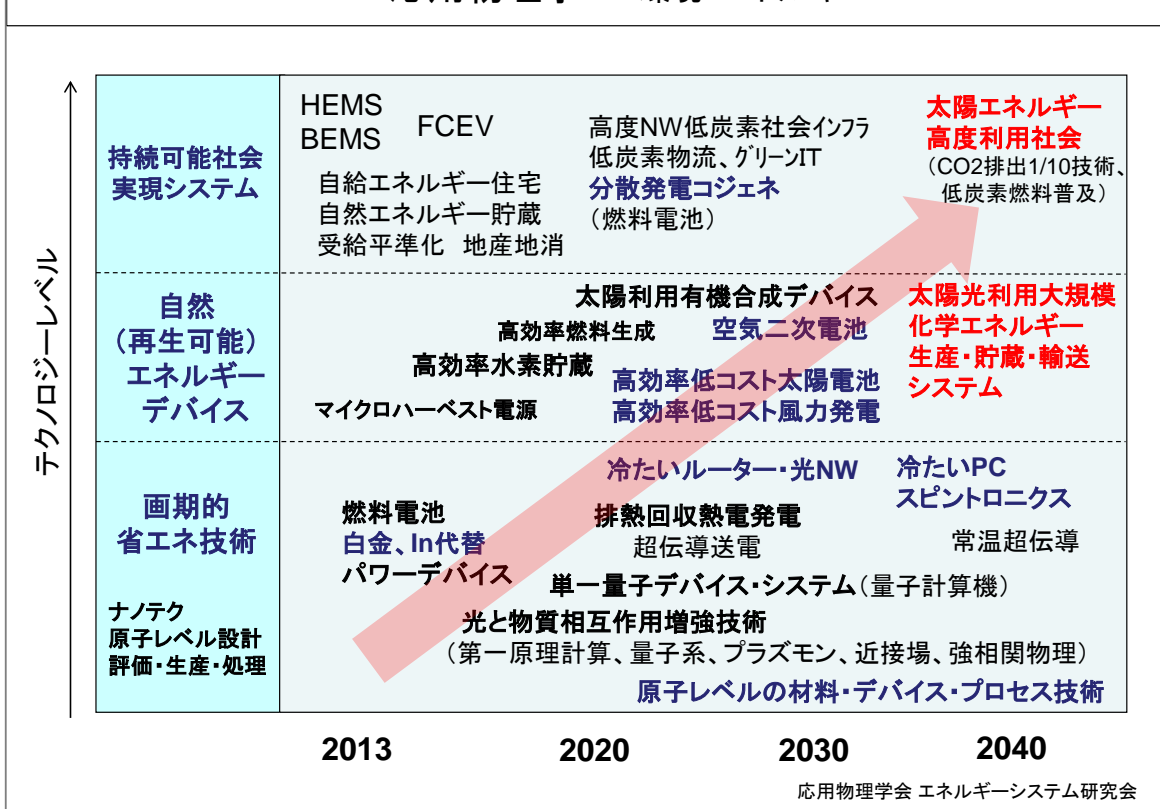 テクノロジーレベル
持続可能社会
実現システム
HEMS
BEMS
FCEV
自給エネルギー住宅
自然エネルギー貯蔵
受給平準化 地産地消
高度NW低炭素社会インフラ
低炭素物流、グリーンIT
分散発電コジェネ
(燃料電池)
太陽エネルギー
高度利用社会
(CO2排出1/10技術、
低炭素燃料普及)
自然
(再生可能)
エネルギー
デバイス
太陽利用有機合成デバイス
高効率燃料生成
空気二次電池
高効率水素貯蔵
高効率低コスト太陽電池
マイクロハーベスト電源
高効率低コスト風力発電
太陽光利用大規模
化学エネルギー
生産・貯蔵・輸送
システム
画期的
省エネ技術
ナノテク
原子レベル設計
評価・生産・処理
冷たいルーター・光NW
冷たいPC
スピントロニクス
燃料電池
白金、In代替
パワーデバイス
排熱回収熱電発電
超伝導送電
常温超伝導
単一量子デバイス・システム(量子計算機)
光と物質相互作用増強技術
(第一原理計算、量子系、プラズモン、近接場、強相関物理)
原子レベルの材料・デバイス・プロセス技術
2013
2020
2030
2040
応用物理学会 エネルギーシステム研究会